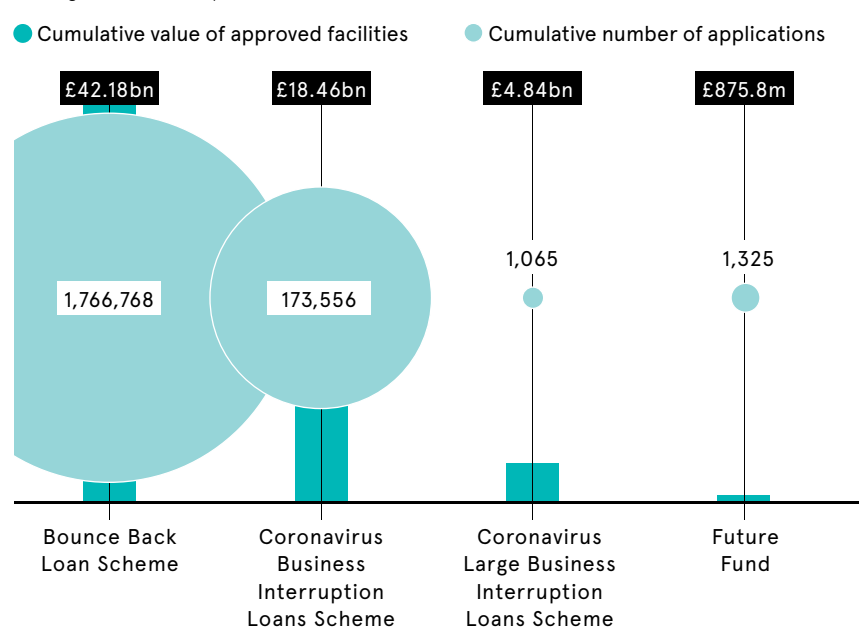 Cumulative value of approved facilities
Cumulative number of applications
£42.18bn
£18.46bn
£4.84bn
£875.8m
1,766,768
173,556
1,065
1,325
Bounce Back
Loan Scheme
Coronavirus
Business
Interruption
Loans Scheme
Coronavirus
Large Business
Interruption
Loans Scheme
Future
Fund